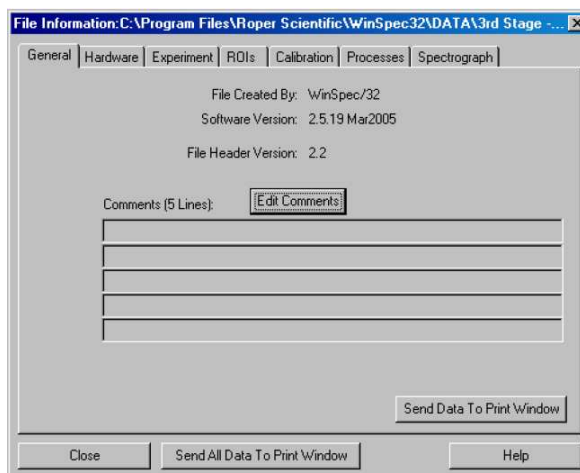 File Information:C:\Program Files\Roper Scientific\WinSpec32\DATA\3rd Stage -...
General Hardware Experiment ROIs Calibration Processes Spectrograph
File Created By: WinSpec/32
Software Version: 2.5.19 Mar2005
File Header Version: 2.2
Comments (5 Lines): Edit Comments
Send Data To Print Window
Close Send All Data To Print Window Help